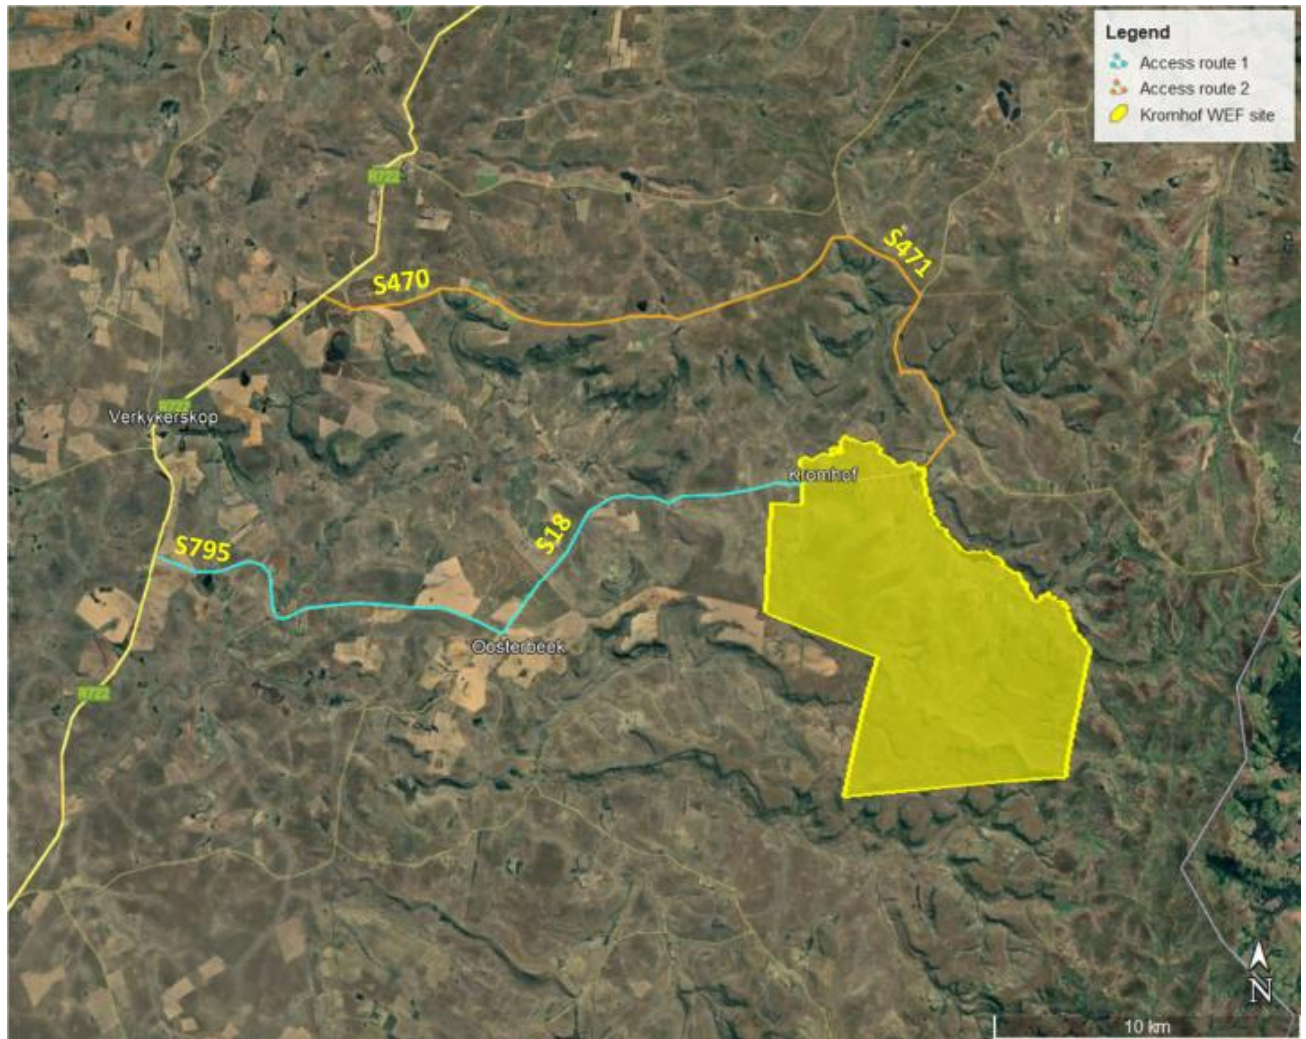 Legend
Access route 1
Access route 2
Kromhof WEF site
R722
S471
S470
R722
Verkykerskop
Kromhof
S18
S795
Oosterbeek
R722
N
10 km